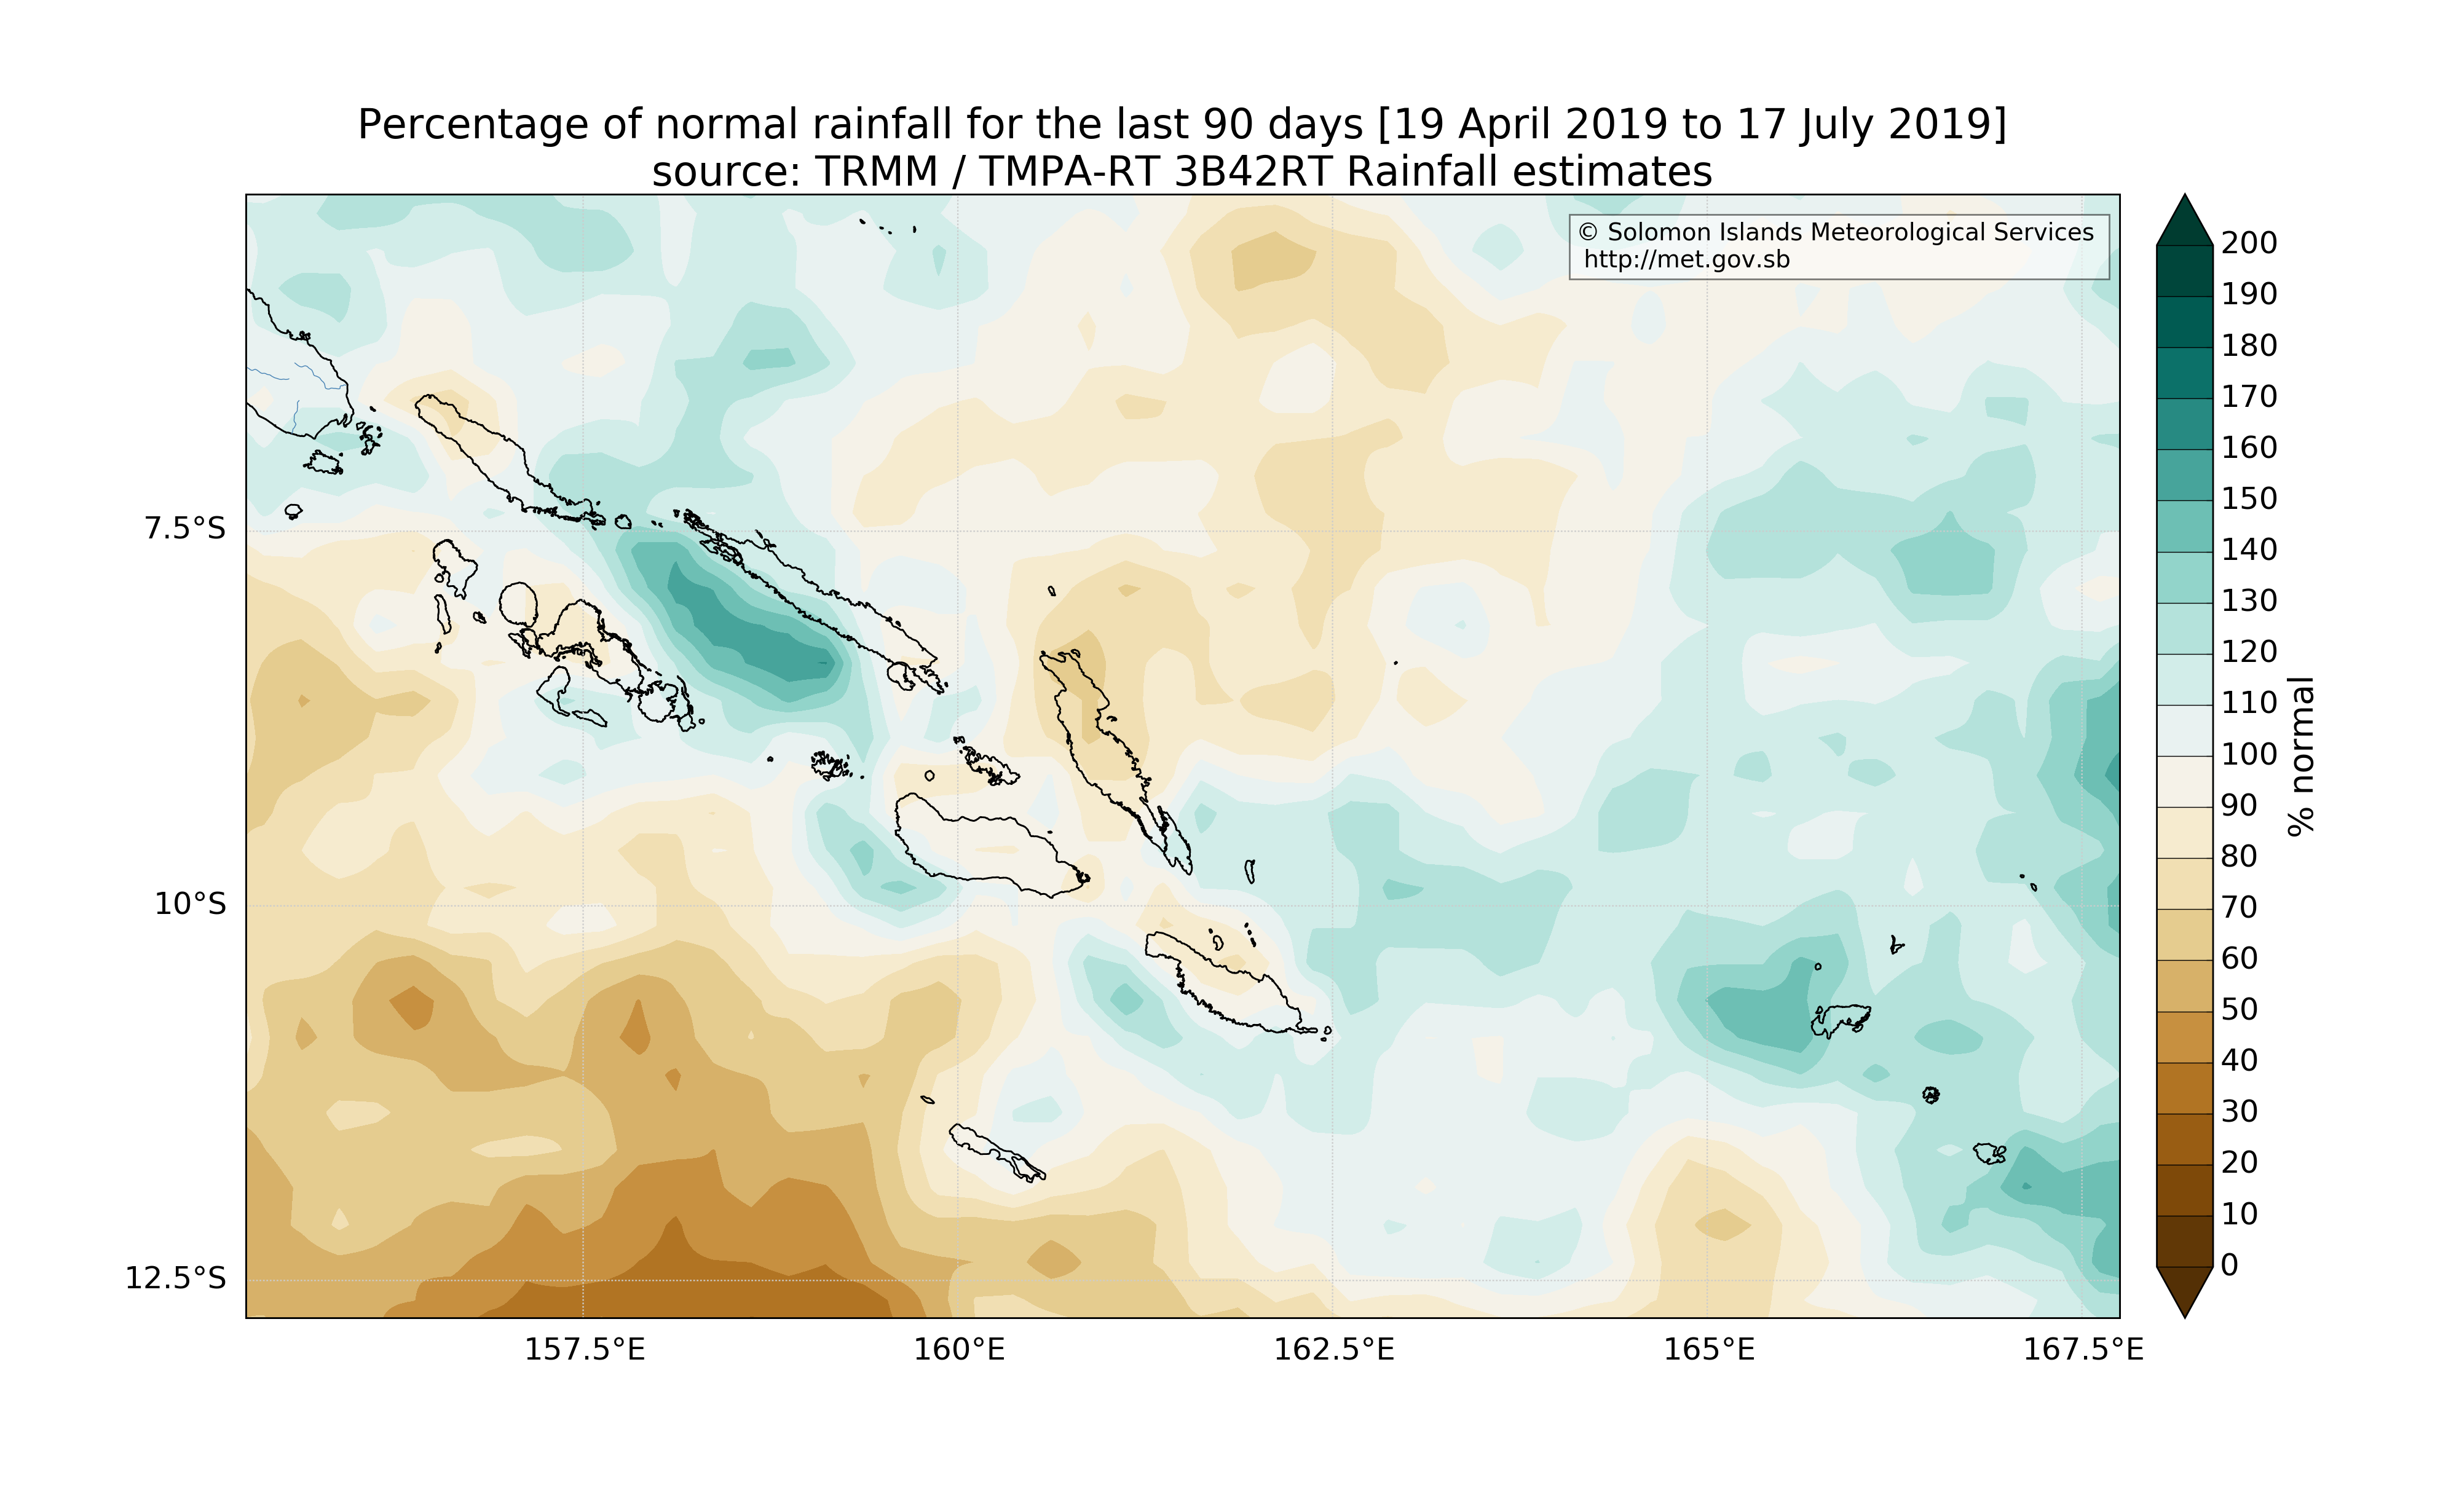 Percentage of normal rainfall for the last 90 days [19 April 2019 to 17 July 2019]
source: TRMM / TMPA-RT 3B42RT Rainfall estimates
© Solomon Islands Meteorological Services
http://met.gov.sb
7.5°S
10°S
12.5°S
157.5°E
160°E
162.5°E
165°E
167.5°E
200
190
180
170
160
150
140
130
120
110
100
90
80
70
60
50
40
30
20
10
0
% normal